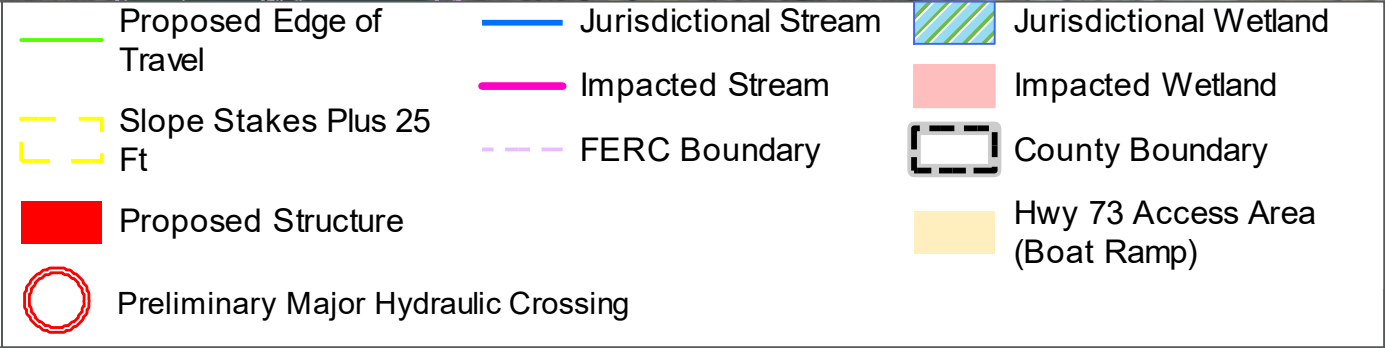 Proposed Edge of
Travel
Slope Stakes Plus 25
Ft
Proposed Structure
Preliminary Major Hydraulic Crossing
Jurisdictional Stream
Impacted Stream
FERC Boundary
Jurisdictional Wetland
Impacted Wetland
County Boundary
Hwy 73 Access Area
(Boat Ramp)